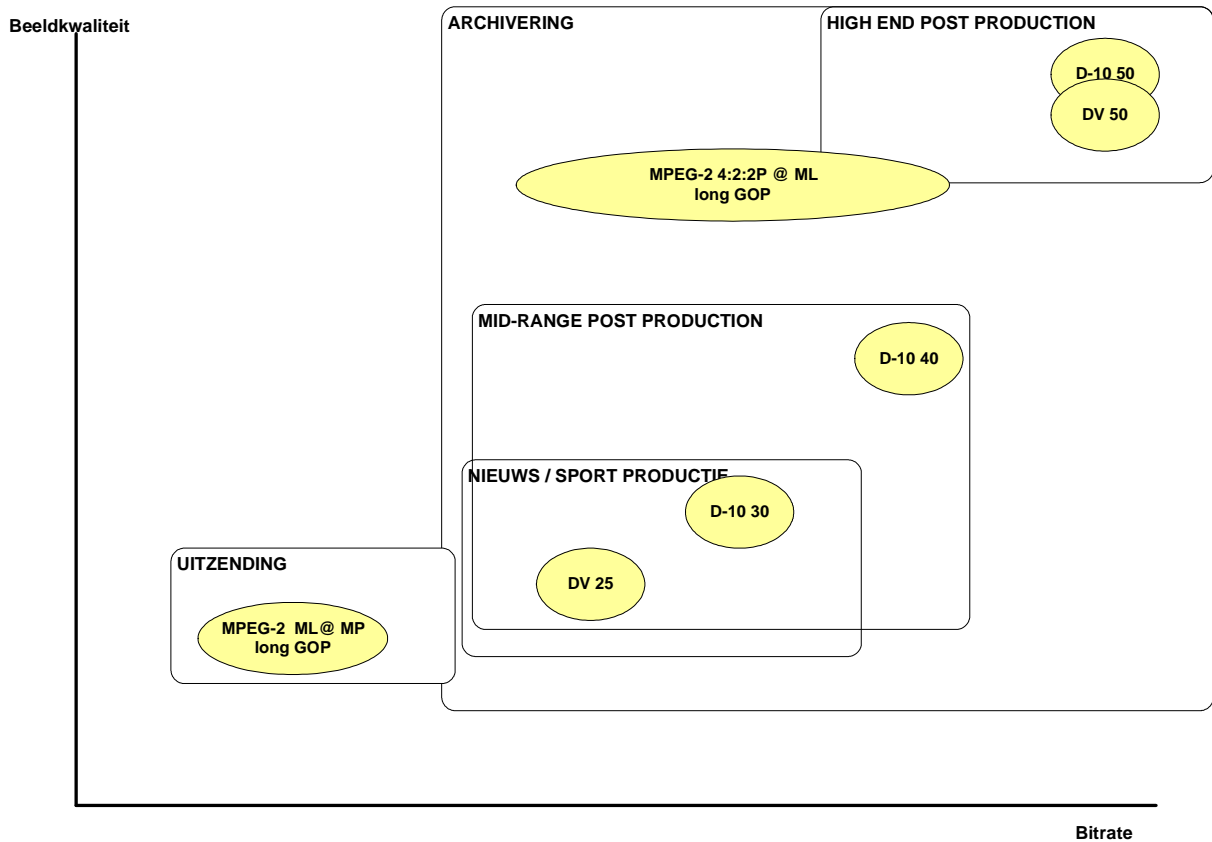 Beeldkwaliteit
ARCHIVERING
HIGH END POST PRODUCTION
D-10 50
DV 50
MPEG-2 4:2:2P @ ML
long GOP
MID-RANGE POST PRODUCTION
D-10 40
NIEUWS / SPORT PRODUCTIE
D-10 30
UITZENDING
DV 25
MPEG-2 ML@ MP
long GOP
Bitrate